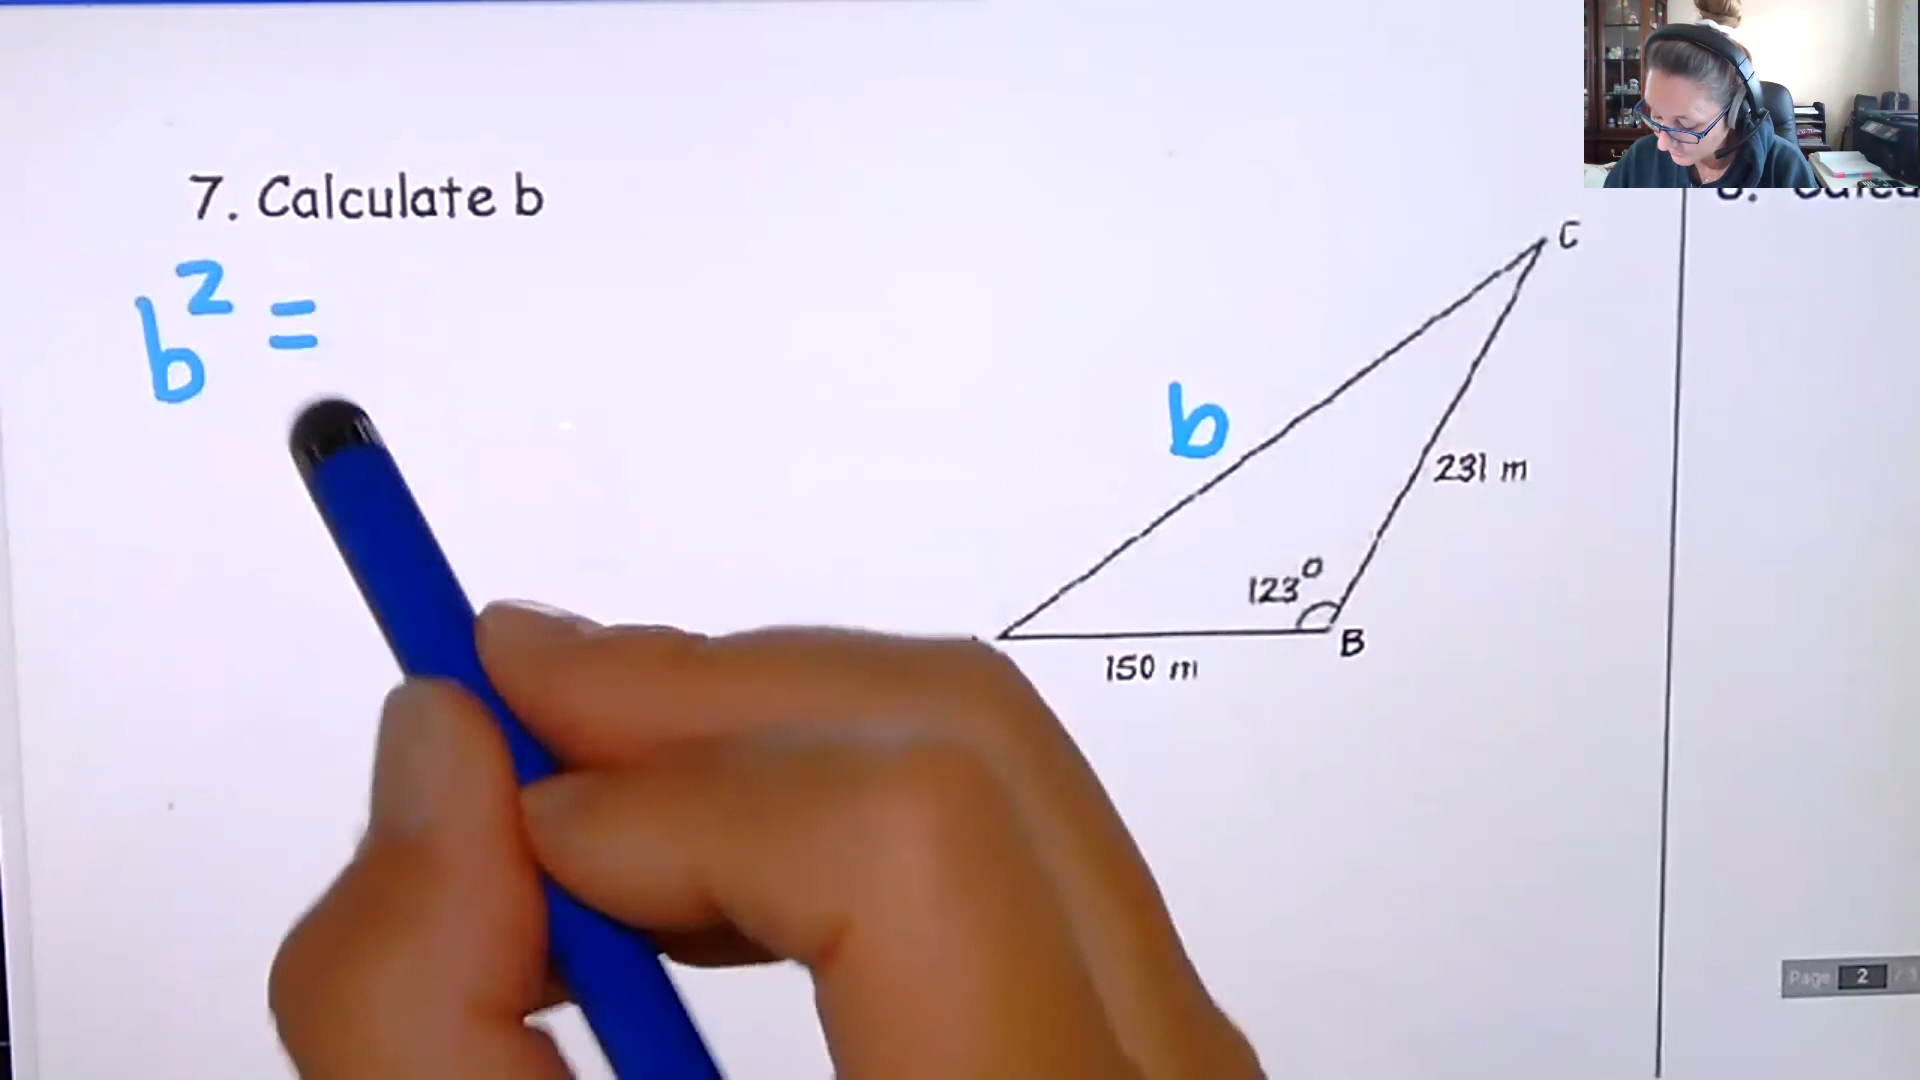 7. Calculate b
b² =
C
b
231 m
123°
B
150 m
Page 2 /